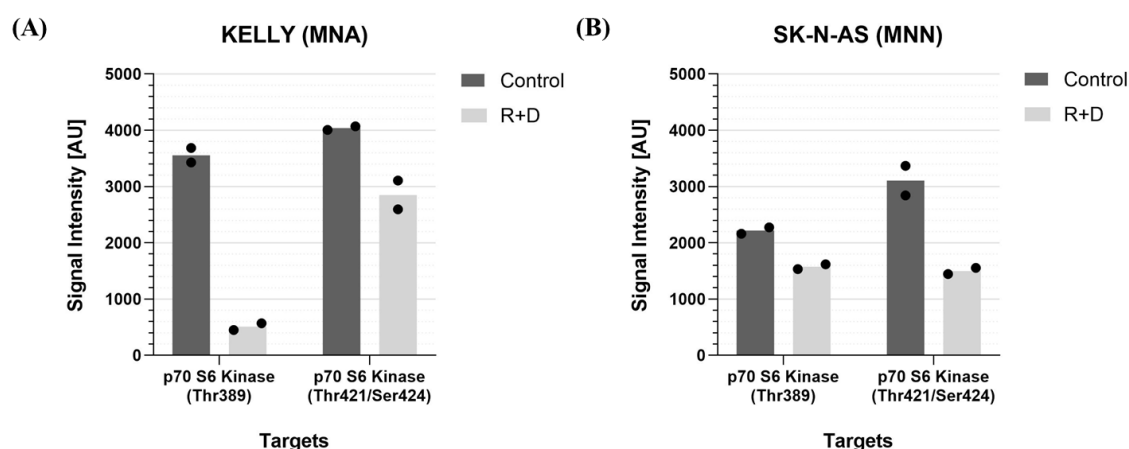 (A)
KELLY (MNA)
Signal Intensity [AU]
5000
4000
3000
2000
1000
0
p70 S6 Kinase
(Thr389)
p70 S6 Kinase
(Thr421/Ser424)
Targets
Control
R+D
(B)
SK-N-AS (MNN)
Signal Intensity [AU]
5000
4000
3000
2000
1000
0
p70 S6 Kinase
(Thr389)
p70 S6 Kinase
(Thr421/Ser424)
Targets
Control
R+D